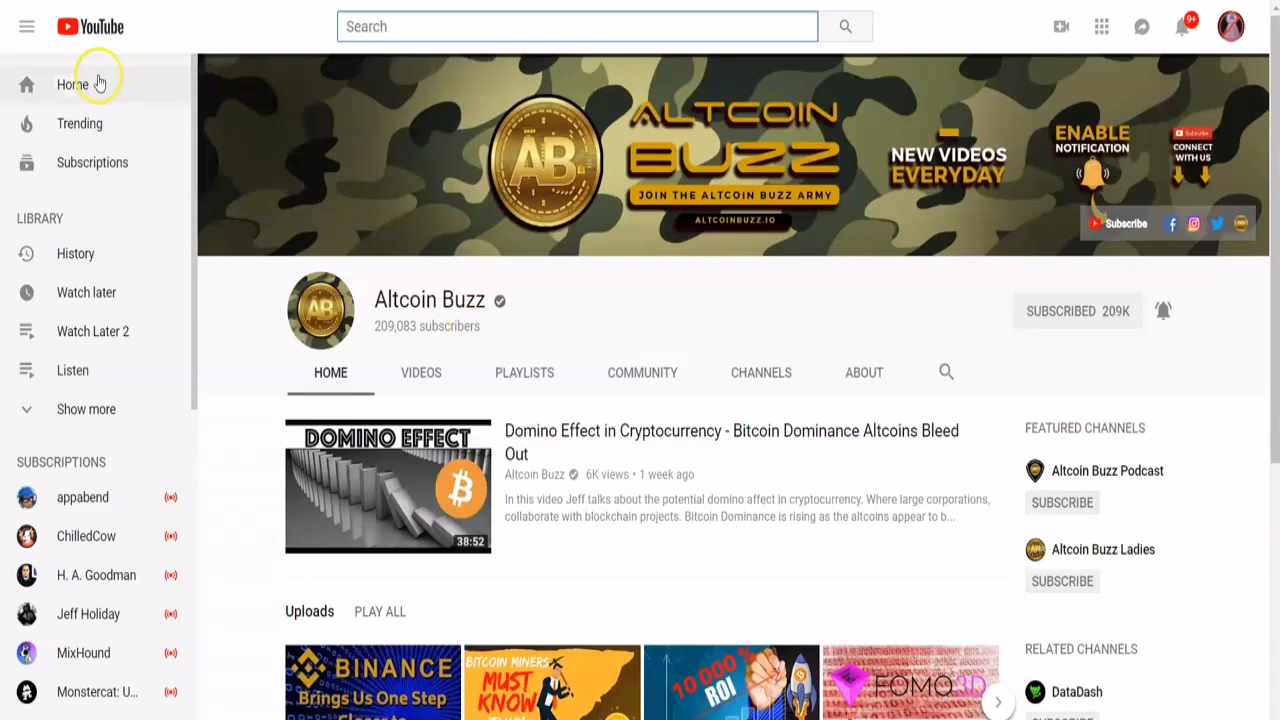 YouTube
Search
9+
Home
Trending
Subscriptions
LIBRARY
History
Watch later
Watch Later 2
Listen
Show more
SUBSCRIPTIONS
appabend
ChilledCow
H. A. Goodman
Jeff Holiday
MixHound
Monstercat: U...
AB
ALTCOIN
BUZZ
JOIN THE ALTCOIN BUZZ ARMY
ALTCOINBUZZ.IO
NEW VIDEOS
EVERYDAY
ENABLE
NOTIFICATION
Subscribe
CONNECT
WITH US
Subscribe
AB
Altcoin Buzz
209,083 subscribers
SUBSCRIBED 209K
HOME
VIDEOS
PLAYLISTS
COMMUNITY
CHANNELS
ABOUT
DOMINO EFFECT
38:52
Domino Effect in Cryptocurrency - Bitcoin Dominance Altcoins Bleed
Out
Altcoin Buzz
6K views • 1 week ago
In this video Jeff talks about the potential domino affect in cryptocurrency. Where large corporations,
collaborate with blockchain projects. Bitcoin Dominance is rising as the altcoins appear to b...
FEATURED CHANNELS
Altcoin Buzz Podcast
SUBSCRIBE
Altcoin Buzz Ladies
SUBSCRIBE
RELATED CHANNELS
DataDash
Uploads
PLAY ALL
BINANCE
Brings Us One Step
BITCOIN MINERS
MUST
KNOW
10 000 %
ROI
FOMO3D